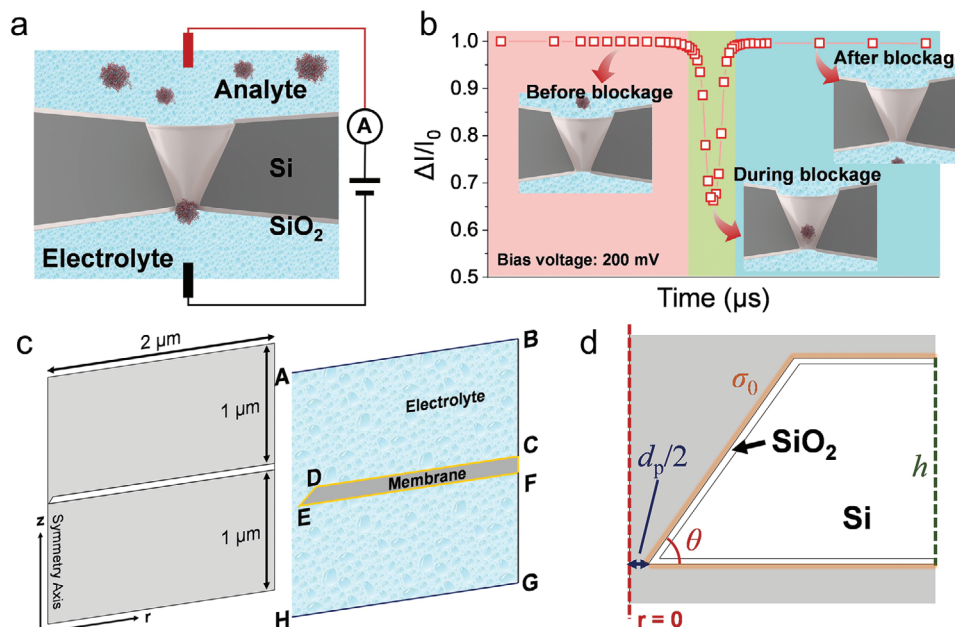 a
Analyte
A
Si
SiO2
Electrolyte
b
ΔI/I0
1.0
0.9
0.8
0.7
0.6
0.5
Before blockage
After blockag
During blockage
Bias voltage: 200 mV
Time (µs)
c
2 µm
1 µm
1 µm
z
Symmetry Axis
r
A
B
Electrolyte
C
D
Membrane
F
E
G
H
d
σ0
SiO2
dp/2
h
Si
θ
r = 0